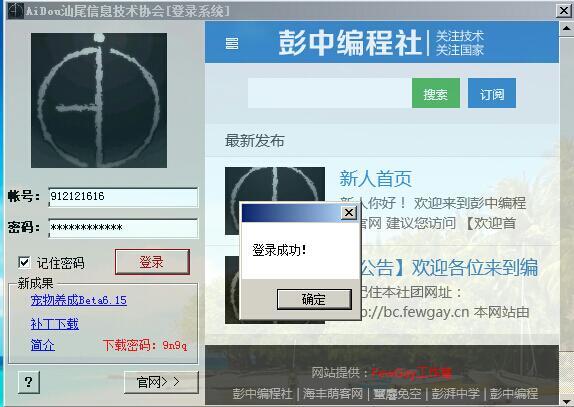 AiDou汕尾信息技术协会[登录系统]
彭中编程社
关注技术
关注国家
搜索
订阅
帐号：
912121616
密码：
************
记住密码
登录
新成果
宠物养成Beta6.15
补丁下载
简介
下载密码：9n9q
?
官网> >
最新发布
新人首页
新人你好！ 欢迎来到彭中编程
官网 建议您访问 【欢迎首
公告】欢迎各位来到编
记住本社团网址：
://bc.fewgay.cn 本网站由
登录成功!
确定
网站提供：FewGay工作室
彭中编程社 | 海丰萌客网 | 免空 | 彭湃中学 | 彭中编程